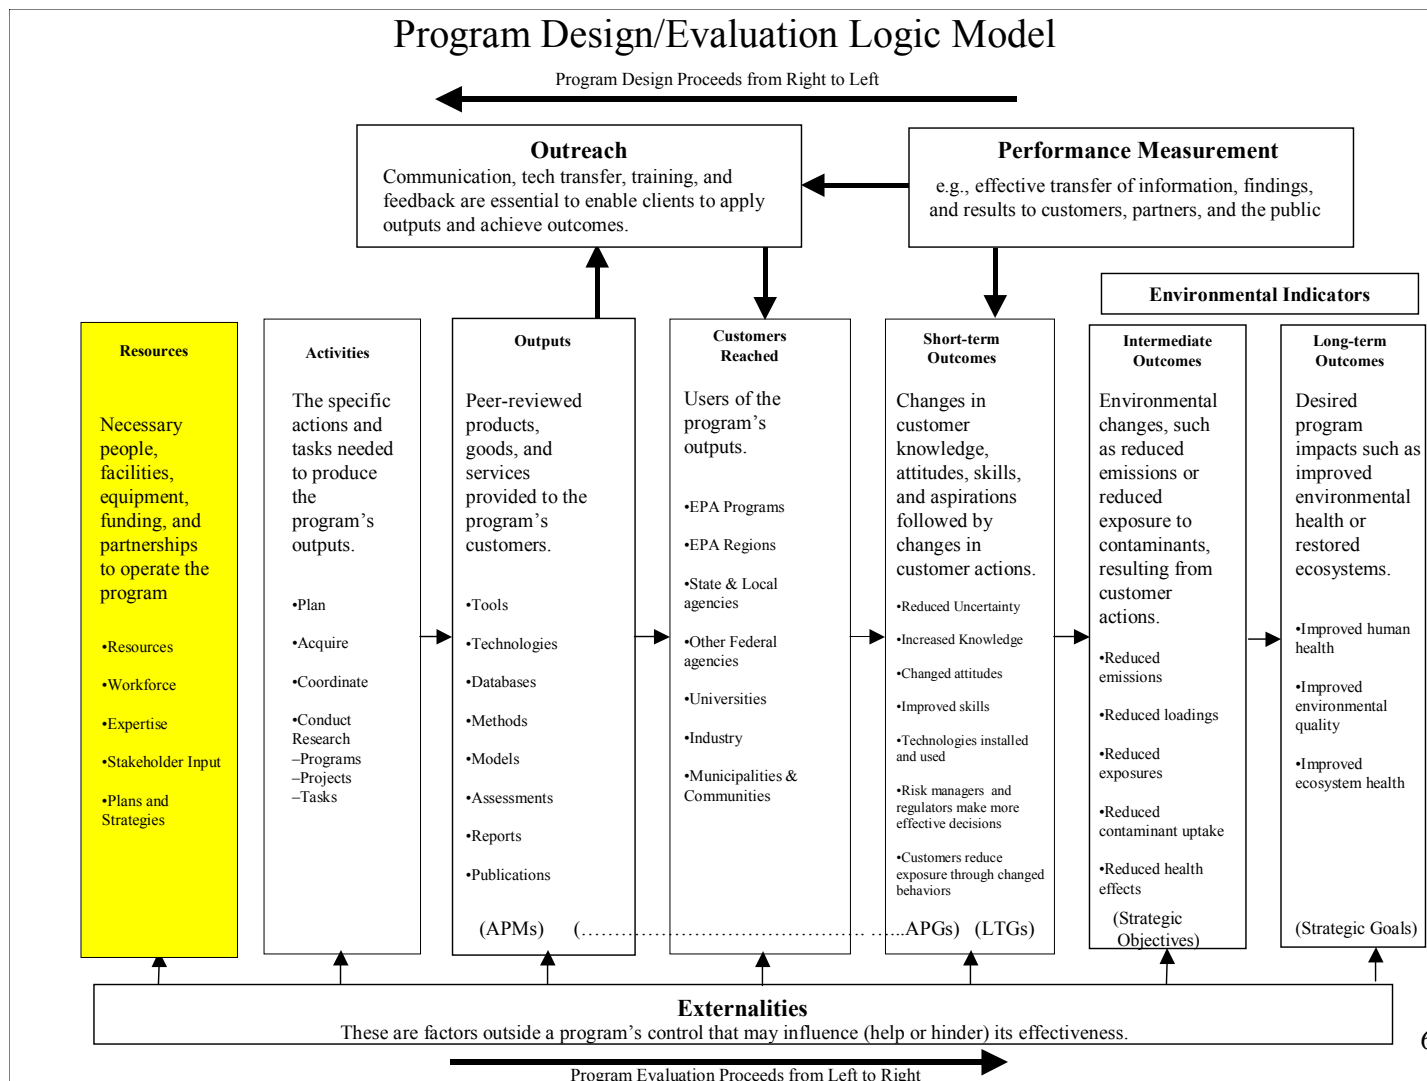 Program Design/Evaluation Logic Model
Program Design Proceeds from Right to Left
Outreach
Communication, tech transfer, training, and
feedback are essential to enable clients to apply
outputs and achieve outcomes.
Performance Measurement
e.g., effective transfer of information, findings,
and results to customers, partners, and the public
Environmental Indicators
Resources
Necessary
people,
facilities,
equipment,
funding, and
partnerships
to operate the
program
•Resources
•Workforce
•Expertise
•Stakeholder Input
•Plans and
Strategies
Activities
The specific
actions and
tasks needed
to produce
the
program’s
outputs.
•Plan
•Acquire
•Coordinate
•Conduct
Research
–Programs
–Projects
–Tasks
Outputs
Peer-reviewed
products,
goods, and
services
provided to the
program’s
customers.
•Tools
•Technologies
•Databases
•Methods
•Models
•Assessments
•Reports
•Publications
(APMs)
Customers
Reached
Users of the
program’s
outputs.
•EPA Programs
•EPA Regions
•State & Local
agencies
•Other Federal
agencies
•Universities
•Industry
•Municipalities &
Communities
Short-term
Outcomes
Changes in
customer
knowledge,
attitudes, skills,
and aspirations
followed by
changes in
customer actions.
•Reduced Uncertainty
•Increased Knowledge
•Changed attitudes
•Improved skills
•Technologies installed
and used
•Risk managers and
regulators make more
effective decisions
•Customers reduce
exposure through changed
behaviors
(…………………………………… …..APGs) (LTGs)
Intermediate
Outcomes
Environmental
changes, such
as reduced
emissions or
reduced
exposure to
contaminants,
resulting from
customer
actions.
•Reduced
emissions
•Reduced loadings
•Reduced
exposures
•Reduced
contaminant uptake
•Reduced health
effects
(Strategic
Objectives)
Long-term
Outcomes
Desired
program
impacts such as
improved
environmental
health or
restored
ecosystems.
•Improved human
health
•Improved
environmental
quality
•Improved
ecosystem health
(Strategic Goals)
Externalities
These are factors outside a program’s control that may influence (help or hinder) its effectiveness.
6
Program Evaluation Proceeds from Left to Right